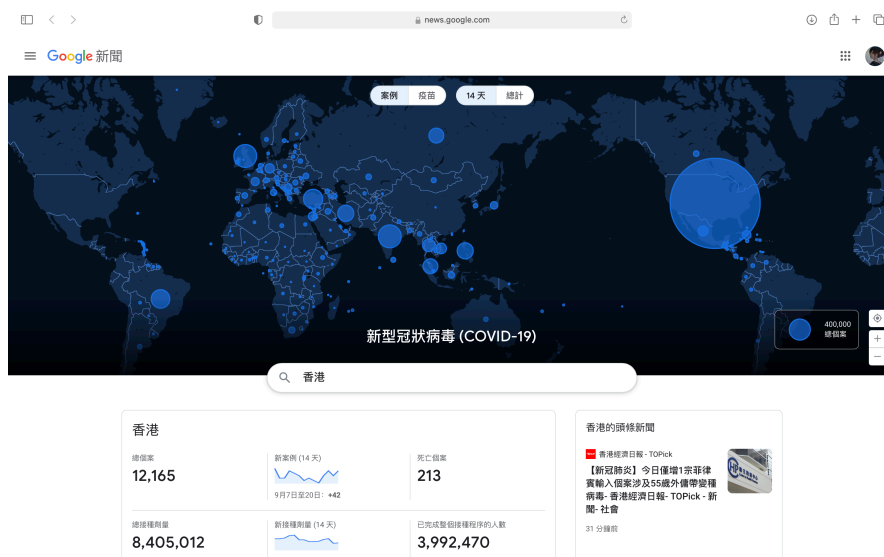 news.google.com
Google 新聞
案例 疫苗 14 天 總計
新型冠狀病毒 (COVID-19)
400,000
總個案
香港
香港
總個案
12,165
新案例 (14 天)
9月7日至20日： +42
死亡個案
213
總接種劑量
8,405,012
新接種劑量 (14 天)
已完成整個接種程序的人數
3,992,470
香港的頭條新聞
香港經濟日報 - TOPick
【新冠肺炎】今日僅增1宗菲律
賓輸入個案涉及55歲外傭帶變種
病毒- 香港經濟日報- TOPick - 新
聞- 社會
31 分鐘前